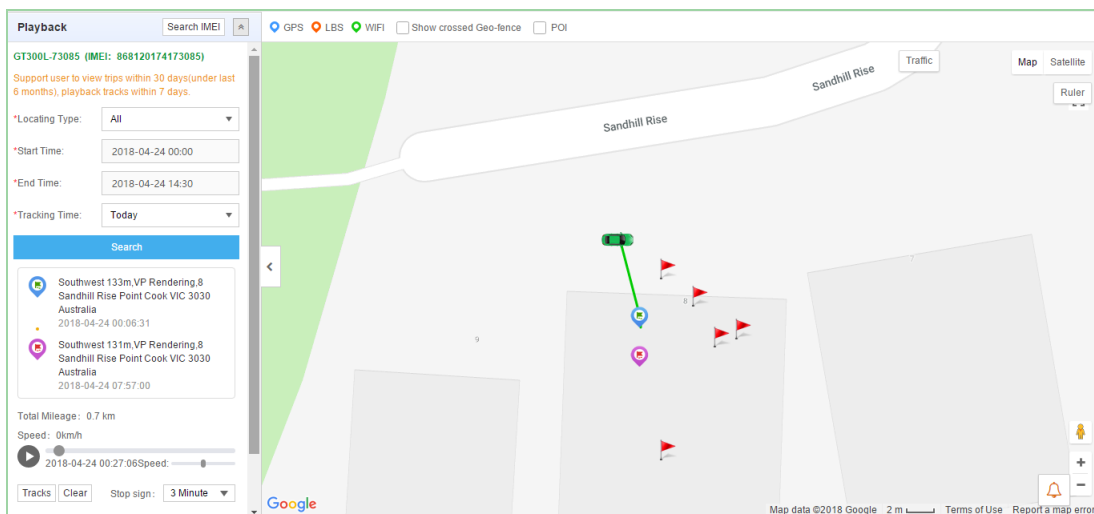 Playback
Search IMEI
GPS LBS WIFI Show crossed Geo-fence POI
GT300L-73085 (IMEI: 868120174173085)
Support user to view trips within 30 days(under last
6 months), playback tracks within 7 days.
*Locating Type: All
*Start Time: 2018-04-24 00:00
*End Time: 2018-04-24 14:30
*Tracking Time: Today
Search
Southwest 133m,VP Rendering,8
Sandhill Rise Point Cook VIC 3030
Australia
2018-04-24 00:06:31
Southwest 131m,VP Rendering,8
Sandhill Rise Point Cook VIC 3030
Australia
2018-04-24 07:57:00
Total Mileage: 0.7 km
Speed: 0km/h
2018-04-24 00:27:06Speed:
Tracks Clear Stop sign: 3 Minute
Traffic
Map Satellite
Ruler
Sandhill Rise
Sandhill Rise
7
8
9
Google
Map data ©2018 Google 2 m Terms of Use Report a map error